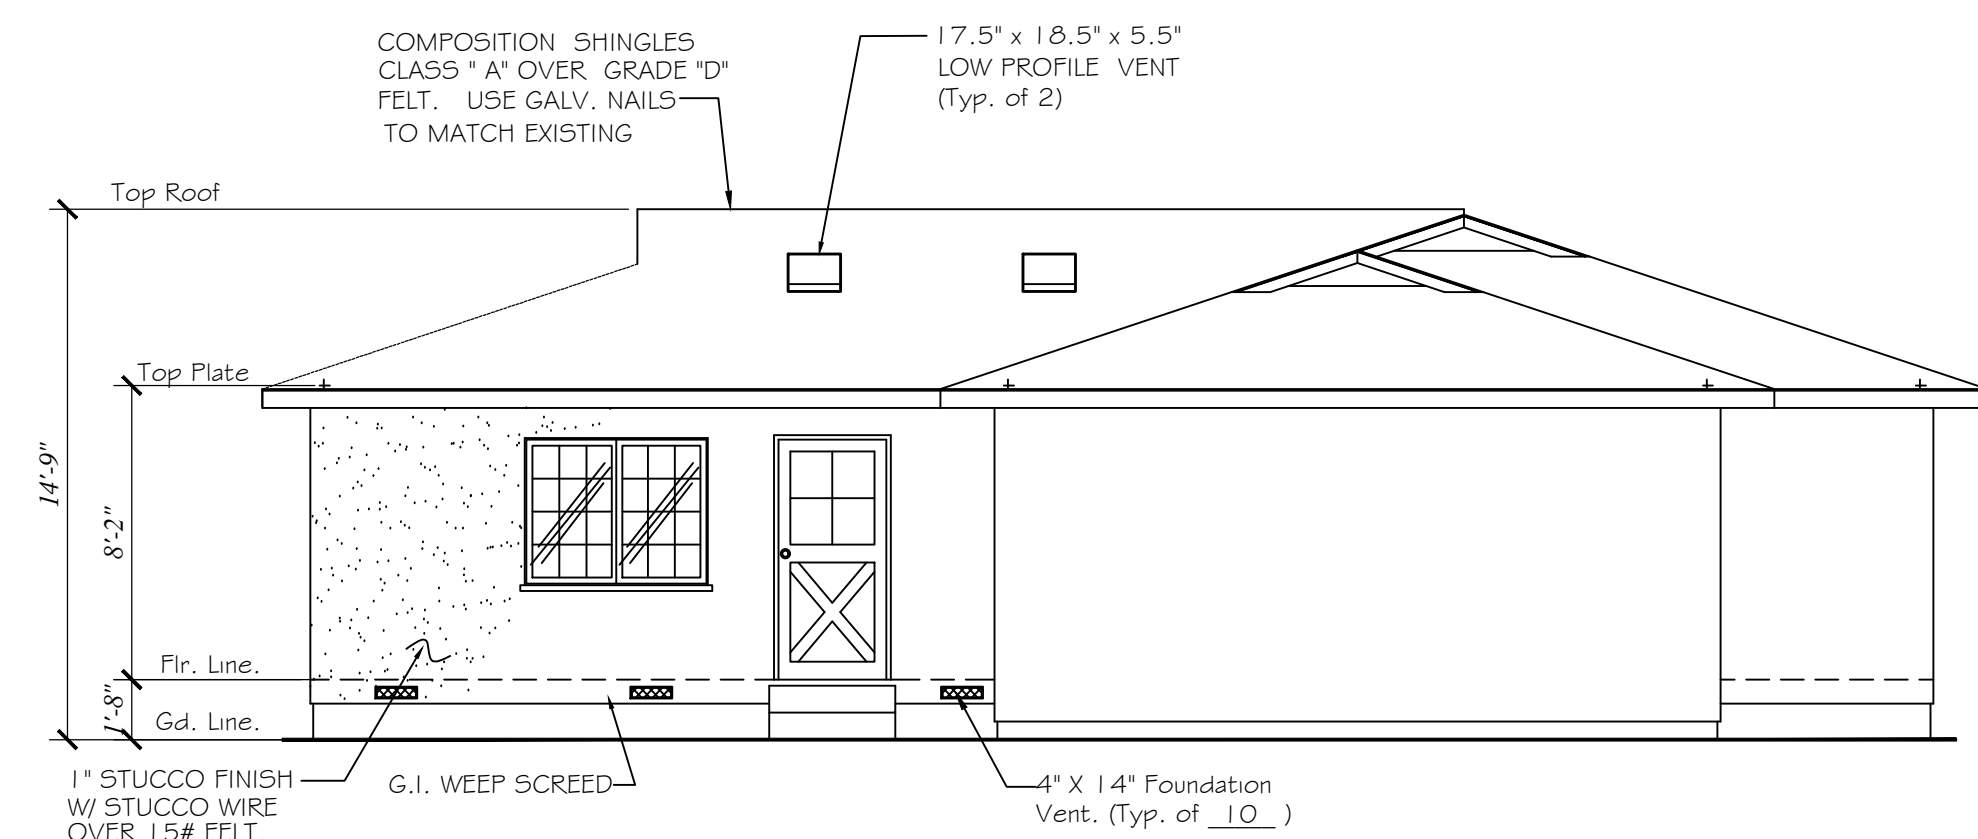 COMPOSITION SHINGLES
CLASS " A" OVER GRADE "D"
FELT. USE GALV. NAILS
TO MATCH EXISTING
17.5" x 18.5" x 5.5"
LOW PROFILE VENT
(Typ. of 2)
Top Roof
Top Plate
14'-9"
8'-2"
Flr. Line.
1'-8"
Gd. Line.
1" STUCCO FINISH
W/ STUCCO WIRE
OVER 15# FELT
G.I. WEEP SCREED
4" X 14" Foundation
Vent. (Typ. of 10 )